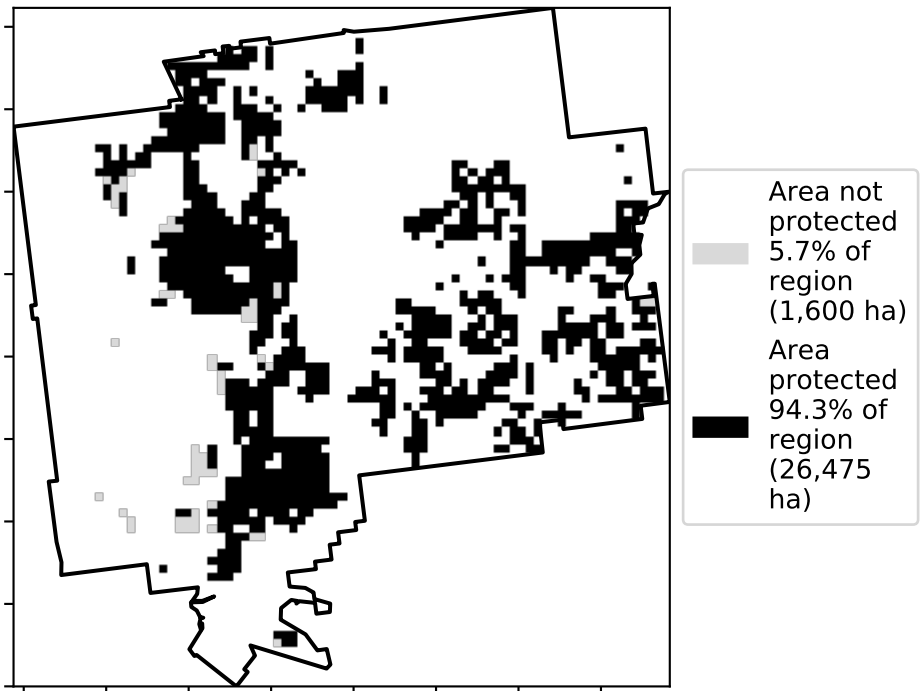 Area not
protected
5.7% of
region
(1,600 ha)
Area
protected
94.3% of
region
(26,475
ha)